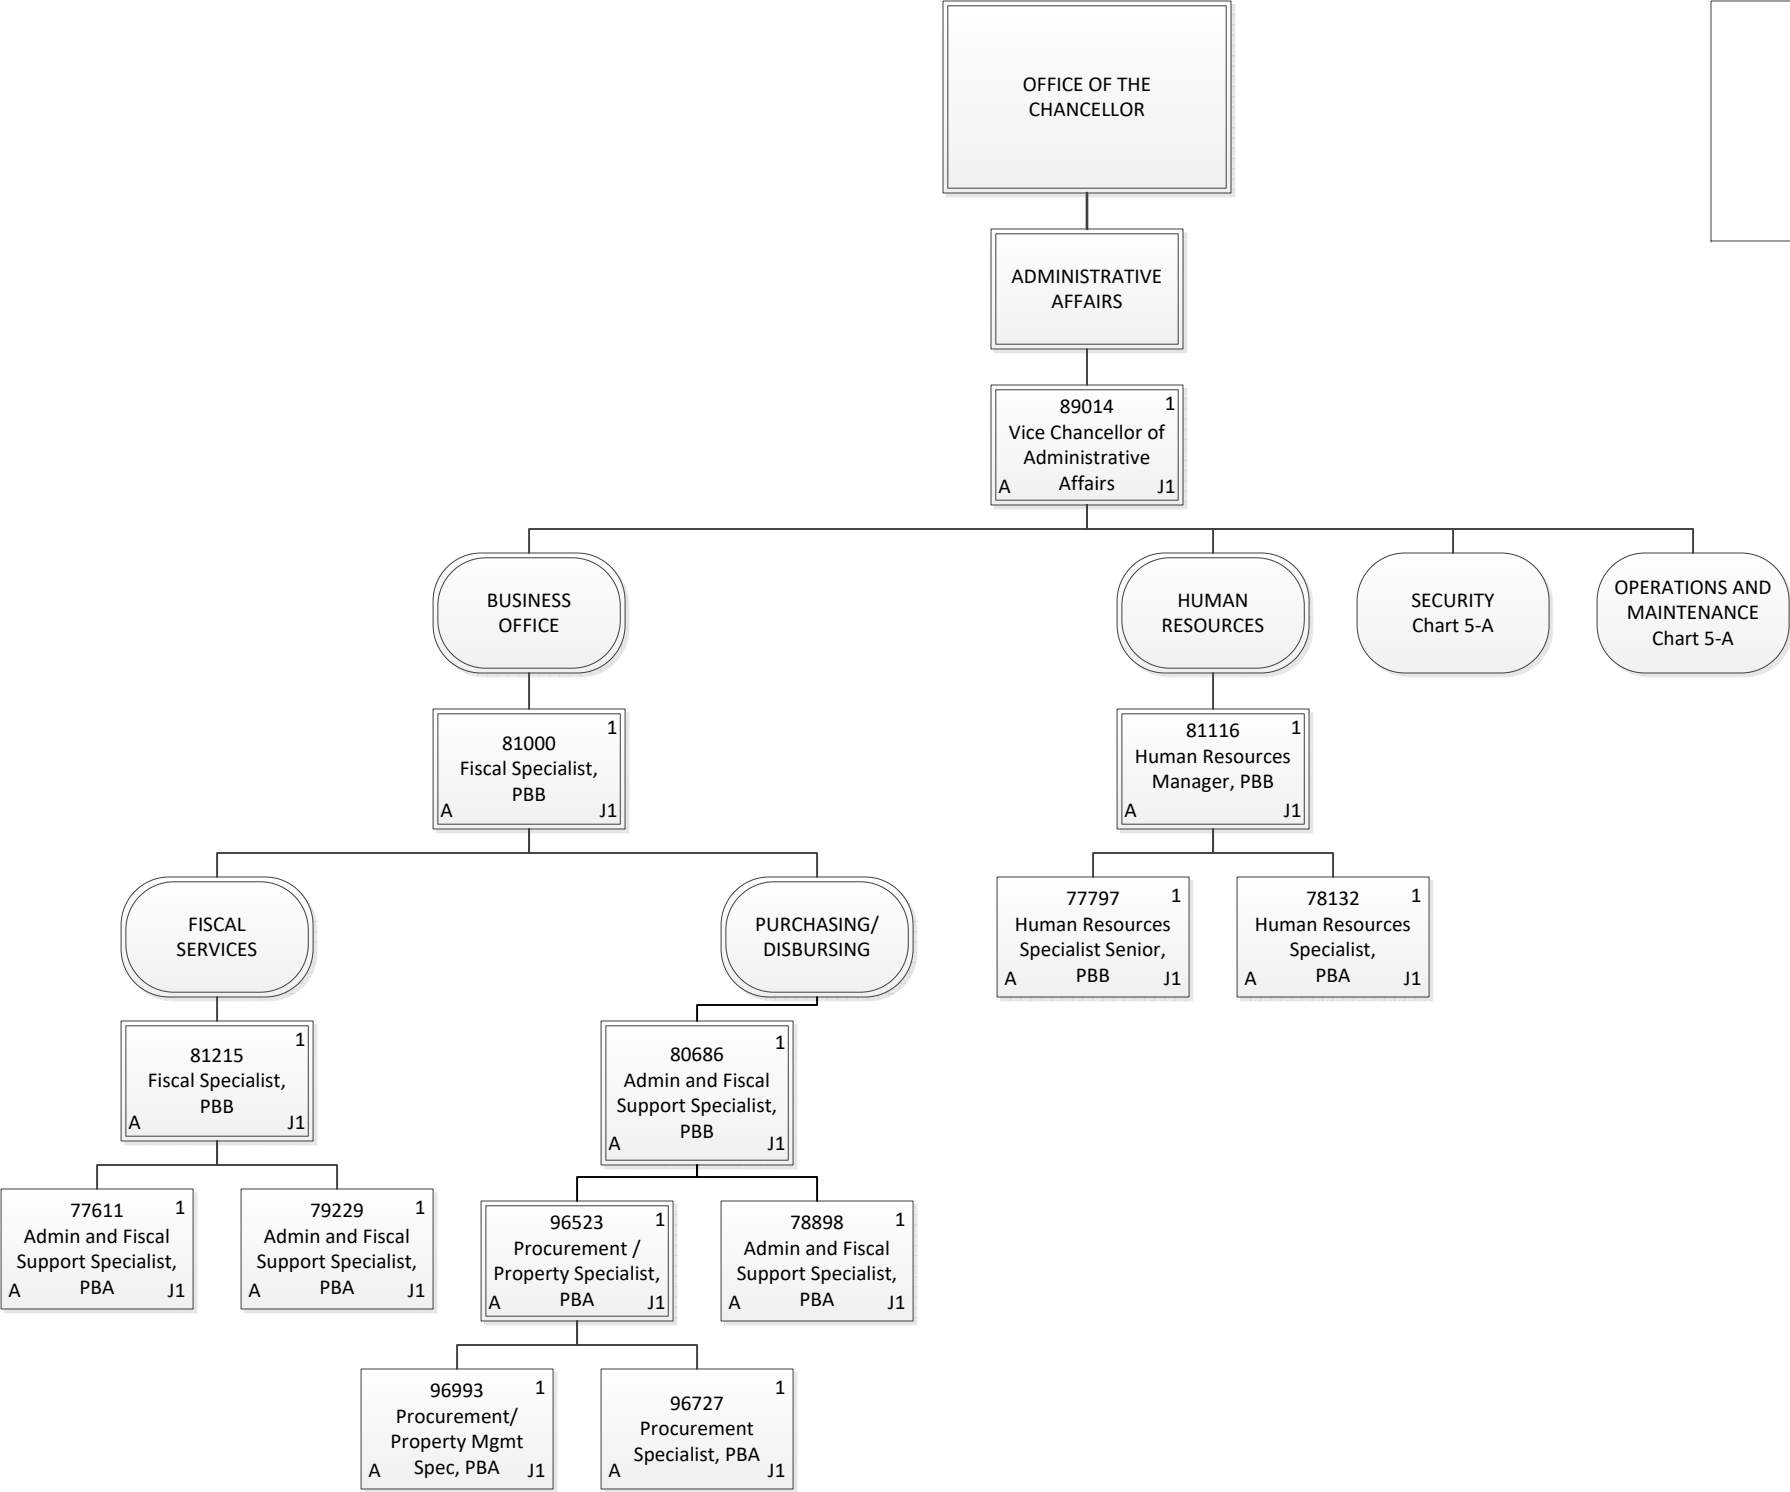 OFFICE OF THE
CHANCELLOR
ADMINISTRATIVE
AFFAIRS
89014 1
Vice Chancellor of
Administrative
A Affairs J1
BUSINESS
OFFICE
HUMAN
RESOURCES
SECURITY
Chart 5-A
OPERATIONS AND
MAINTENANCE
Chart 5-A
1
81000
Fiscal Specialist,
PBB
A J1
81116 1
Human Resources
Manager, PBB
A J1
FISCAL
SERVICES
PURCHASING/
DISBURSING
77797 1
Human Resources
Specialist Senior,
A PBB J1
78132 1
Human Resources
Specialist,
A PBA J1
1
81215
Fiscal Specialist,
PBB
A J1
1
80686
Admin and Fiscal
Support Specialist,
PBB
A J1
77611 1
Admin and Fiscal
Support Specialist,
A PBA J1
79229 1
Admin and Fiscal
Support Specialist,
A PBA J1
96523 1
Procurement /
Property Specialist,
A PBA J1
78898 1
Admin and Fiscal
Support Specialist,
A PBA J1
96993 1
Procurement/
Property Mgmt
A Spec, PBA J1
1
96727
Procurement
Specialist, PBA
A J1